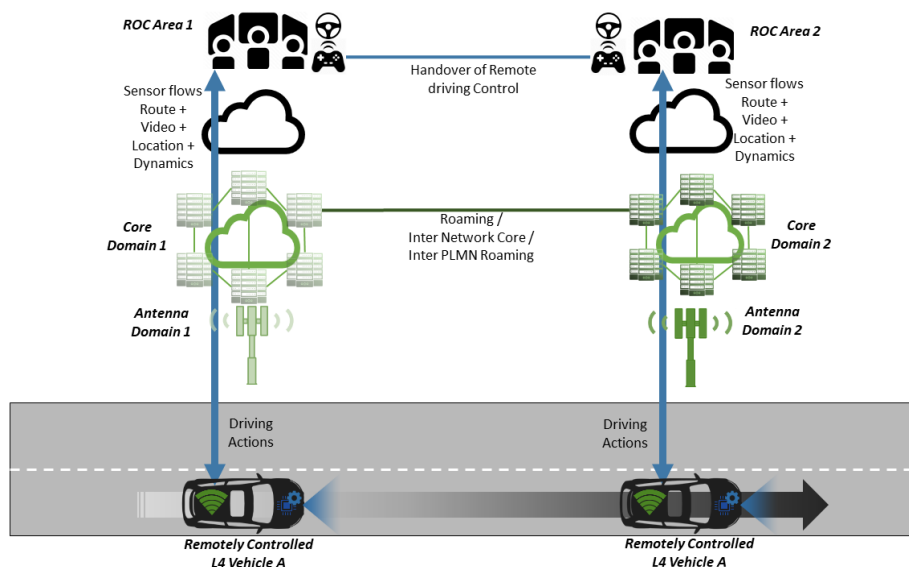 ROC Area 1
ROC Area 2
Handover of Remote
driving Control
Sensor flows
Route +
Video +
Location +
Dynamics
Sensor flows
Route +
Video +
Location +
Dynamics
Core
Domain 1
Roaming /
Inter Network Core /
Inter PLMN Roaming
Core
Domain 2
Antenna
Domain 1
Antenna
Domain 2
Driving
Actions
Driving
Actions
Remotely Controlled
L4 Vehicle A
Remotely Controlled
L4 Vehicle A